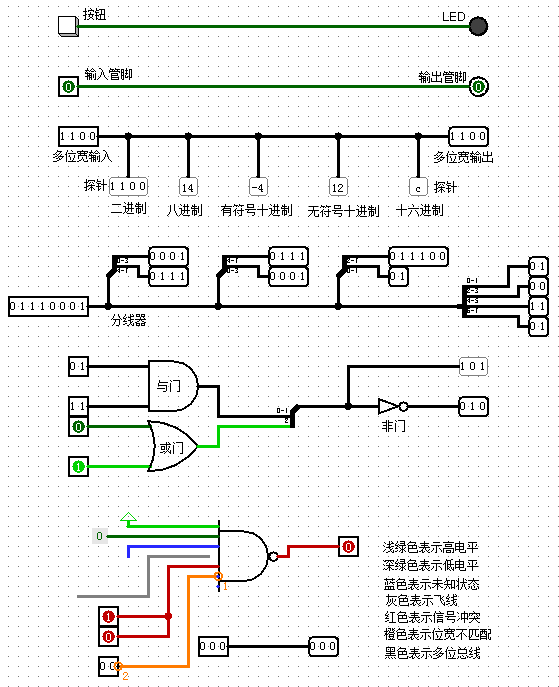 按钮 LED
0 输入管脚 输出管脚 0
1 1 0 0 1 1 0 0
多位宽输入 多位宽输出
探针 1 1 0 0 14 -4 12 c 探针
二进制 八进制 有符号十进制 无符号十进制 十六进制
0-3 0 0 0 1 4-7 0 1 1 1 2-7 0 1 1 1 0 0
4-7 0 1 1 1 0-3 0 0 0 1 0-1 0 1
0-1 0 1
2-3 0 0
0 1 1 1 0 0 0 1 4-5 1 1
分线器 6-7 0 1
0 1 与门 1 0 1
1 1 0-1 0 1 0
0 2 非门
或门
1
0
0 浅绿色表示高电平
深绿色表示低电平
1 蓝色表示未知状态
灰色表示飞线
1 红色表示信号冲突
0 橙色表示位宽不匹配
0 0 0 0 0 0 黑色表示多位总线
0 0 2